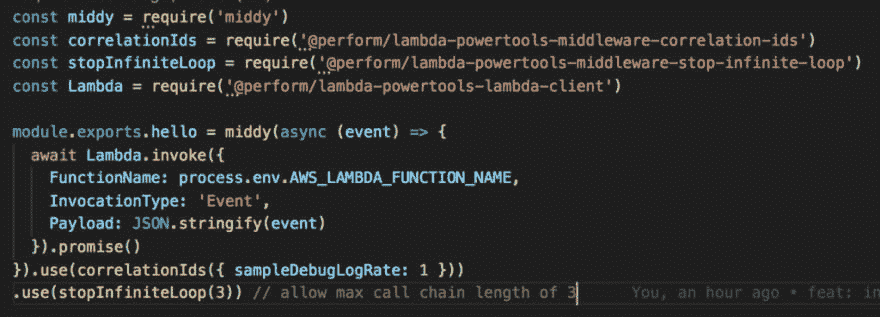 const middy = require('middy')
const correlationIds = require('@perform/lambda-powertools-middleware-correlation-ids')
const stopInfiniteLoop = require('@perform/lambda-powertools-middleware-stop-infinite-loop')
const Lambda = require('@perform/lambda-powertools-lambda-client')
module.exports.hello = middy(async (event) => {
await Lambda.invoke({
FunctionName: process.env.AWS_LAMBDA_FUNCTION_NAME,
InvocationType: 'Event',
Payload: JSON.stringify(event)
}).promise()
}).use(correlationIds({ sampleDebugLogRate: 1 }))
.use(stopInfiniteLoop(3)) // allow max call chain length of 3 You, an hour ago • feat: in